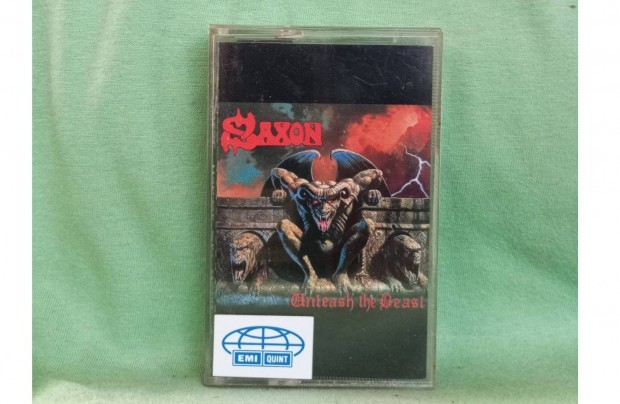 SAXON
Unleash the Beast
EMI QUINT